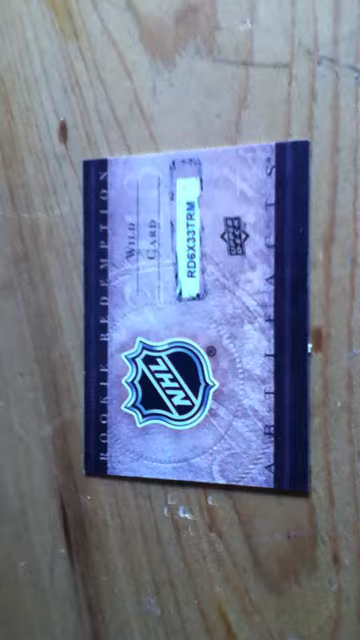 ROOKIE REDEMPTION
WILD
CARD
RD6X33TRM
NHL
®
UPPER DECK
ARTIFACTS